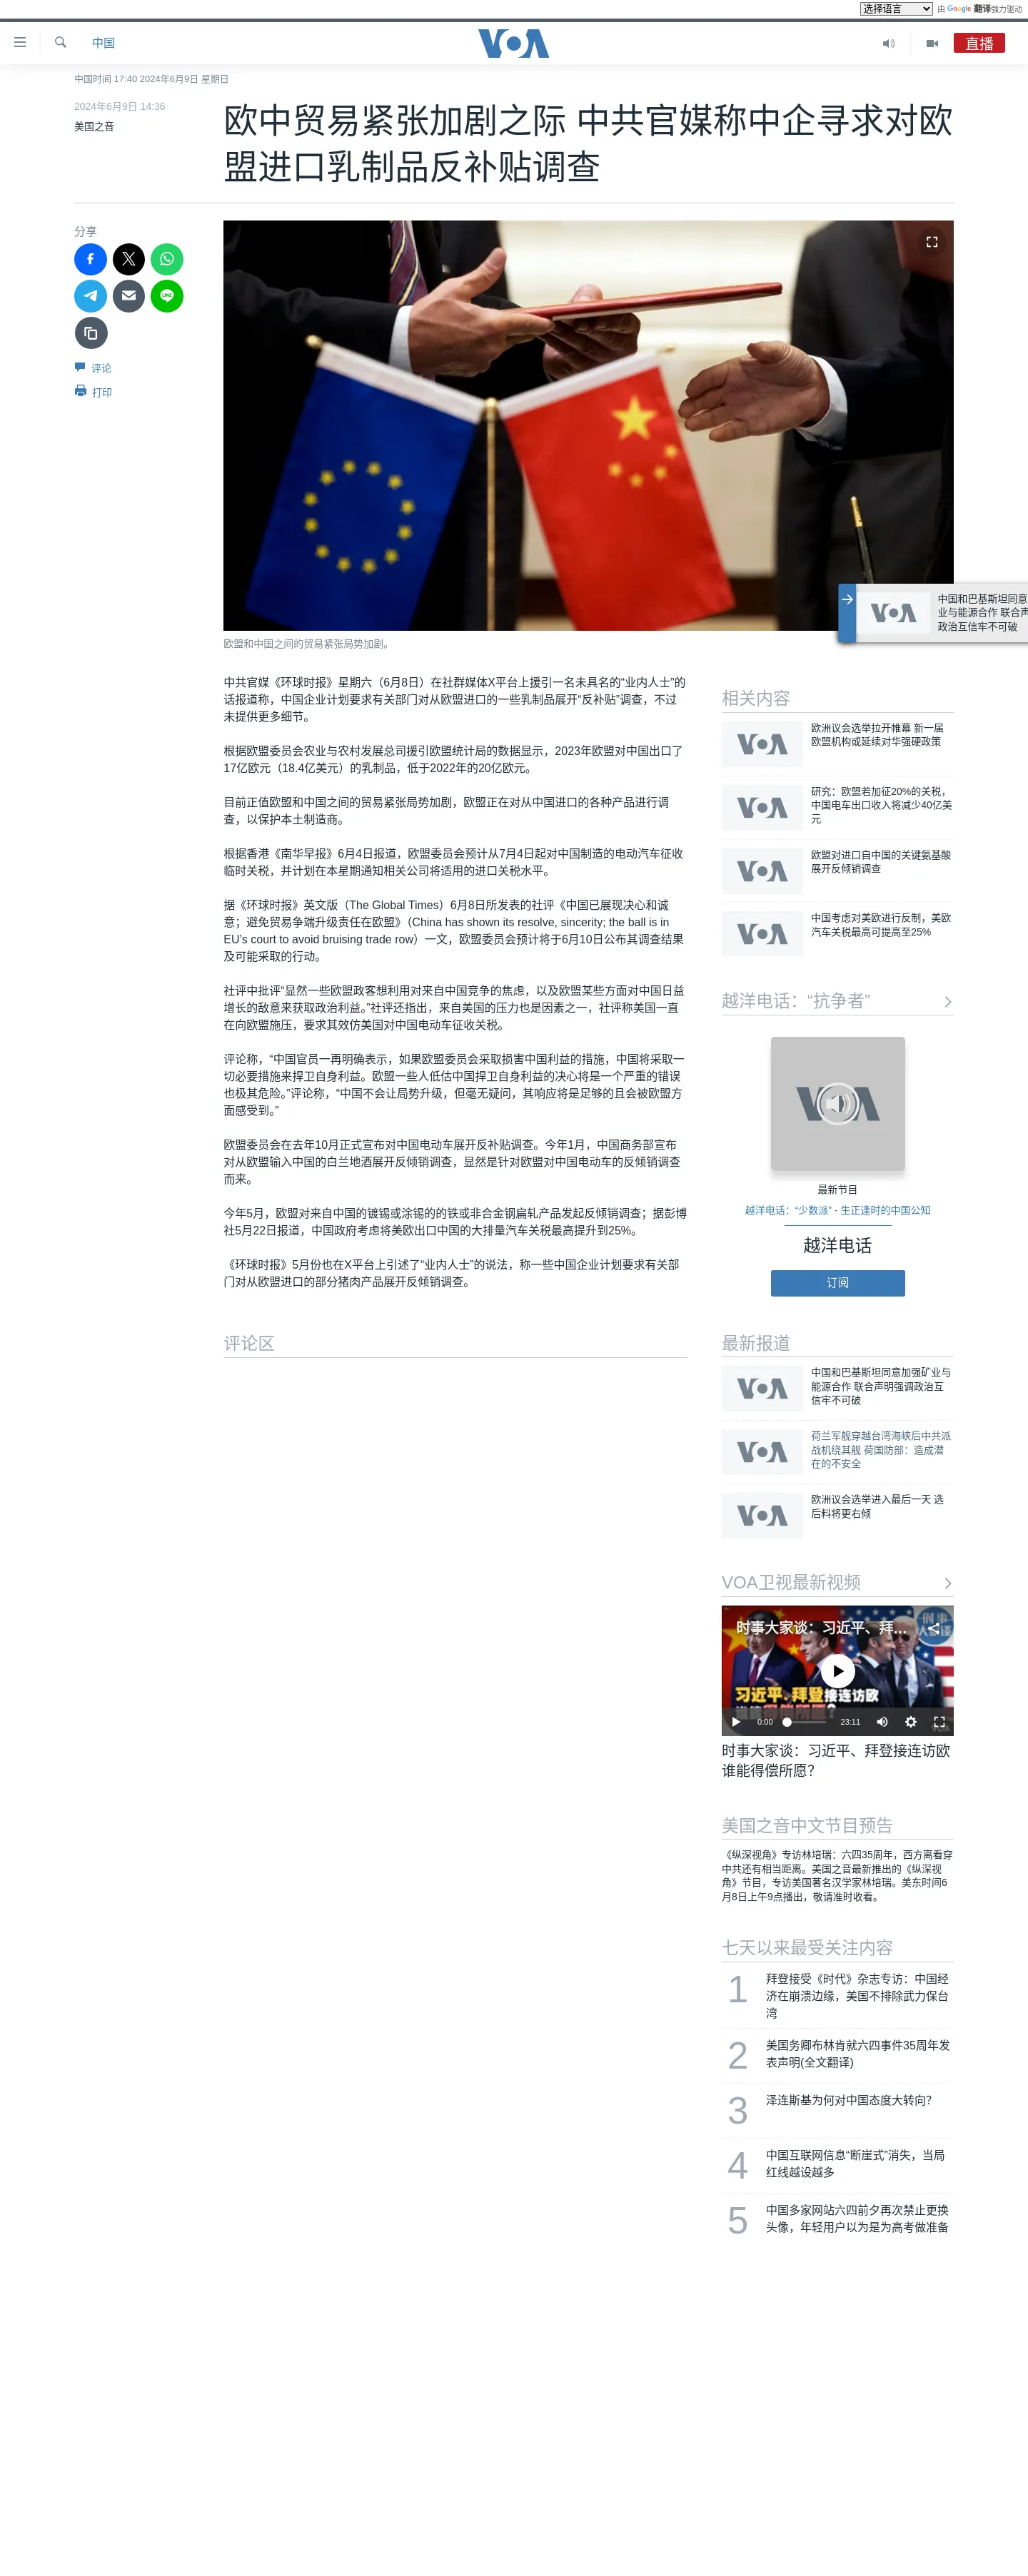 选择语言 由 Google 翻译强力驱动
中国
VOA
直播
中国时间 17:40 2024年6月9日 星期日
2024年6月9日 14:36
美国之音
欧中贸易紧张加剧之际 中共官媒称中企寻求对欧
盟进口乳制品反补贴调查
分享
LINE
评论
打印
欧盟和中国之间的贸易紧张局势加剧。
VOA
中国和巴基斯坦同意
业与能源合作 联合声
政治互信牢不可破
中共官媒《环球时报》星期六（6月8日）在社群媒体X平台上援引一名未具名的“业内人士”的
话报道称，中国企业计划要求有关部门对从欧盟进口的一些乳制品展开“反补贴”调查，不过
未提供更多细节。
根据欧盟委员会农业与农村发展总司援引欧盟统计局的数据显示，2023年欧盟对中国出口了
17亿欧元（18.4亿美元）的乳制品，低于2022年的20亿欧元。
目前正值欧盟和中国之间的贸易紧张局势加剧，欧盟正在对从中国进口的各种产品进行调
查，以保护本土制造商。
根据香港《南华早报》6月4日报道，欧盟委员会预计从7月4日起对中国制造的电动汽车征收
临时关税，并计划在本星期通知相关公司将适用的进口关税水平。
据《环球时报》英文版（The Global Times）6月8日所发表的社评《中国已展现决心和诚
意；避免贸易争端升级责任在欧盟》（China has shown its resolve, sincerity; the ball is in
EU’s court to avoid bruising trade row）一文，欧盟委员会预计将于6月10日公布其调查结果
及可能采取的行动。
社评中批评“显然一些欧盟政客想利用对来自中国竞争的焦虑，以及欧盟某些方面对中国日益
增长的敌意来获取政治利益。”社评还指出，来自美国的压力也是因素之一，社评称美国一直
在向欧盟施压，要求其效仿美国对中国电动车征收关税。
评论称，“中国官员一再明确表示，如果欧盟委员会采取损害中国利益的措施，中国将采取一
切必要措施来捍卫自身利益。欧盟一些人低估中国捍卫自身利益的决心将是一个严重的错误
也极其危险。”评论称，“中国不会让局势升级，但毫无疑问，其响应将是足够的且会被欧盟方
面感受到。”
欧盟委员会在去年10月正式宣布对中国电动车展开反补贴调查。今年1月，中国商务部宣布
对从欧盟输入中国的白兰地酒展开反倾销调查，显然是针对欧盟对中国电动车的反倾销调查
而来。
今年5月，欧盟对来自中国的镀锡或涂锡的的铁或非合金钢扁轧产品发起反倾销调查；据彭博
社5月22日报道，中国政府考虑将美欧出口中国的大排量汽车关税最高提升到25%。
《环球时报》5月份也在X平台上引述了“业内人士”的说法，称一些中国企业计划要求有关部
门对从欧盟进口的部分猪肉产品展开反倾销调查。
评论区
相关内容
VOA
欧洲议会选举拉开帷幕 新一届
欧盟机构或延续对华强硬政策
VOA
研究：欧盟若加征20%的关税，
中国电车出口收入将减少40亿美
元
VOA
欧盟对进口自中国的关键氨基酸
展开反倾销调查
VOA
中国考虑对美欧进行反制，美欧
汽车关税最高可提高至25%
越洋电话：“抗争者”
VOA
最新节目
越洋电话：“少数派” - 生正逢时的中国公知
越洋电话
订阅
最新报道
VOA
中国和巴基斯坦同意加强矿业与
能源合作 联合声明强调政治互
信牢不可破
VOA
荷兰军舰穿越台湾海峡后中共派
战机绕其舰 荷国防部：造成潜
在的不安全
VOA
欧洲议会选举进入最后一天 选
后料将更右倾
VOA卫视最新视频
时事大家谈：习近平、拜...
习近平、拜登接连访欧
谁能得偿所愿？
0:00 23:11
时事大家谈：习近平、拜登接连访欧
谁能得偿所愿？
美国之音中文节目预告
《纵深视角》专访林培瑞：六四35周年，西方离看穿
中共还有相当距离。美国之音最新推出的《纵深视
角》节目，专访美国著名汉学家林培瑞。美东时间6
月8日上午9点播出，敬请准时收看。
七天以来最受关注内容
1
拜登接受《时代》杂志专访：中国经
济在崩溃边缘，美国不排除武力保台
湾
2
美国务卿布林肯就六四事件35周年发
表声明(全文翻译)
3
泽连斯基为何对中国态度大转向？
4
中国互联网信息“断崖式”消失，当局
红线越设越多
5
中国多家网站六四前夕再次禁止更换
头像，年轻用户以为是为高考做准备